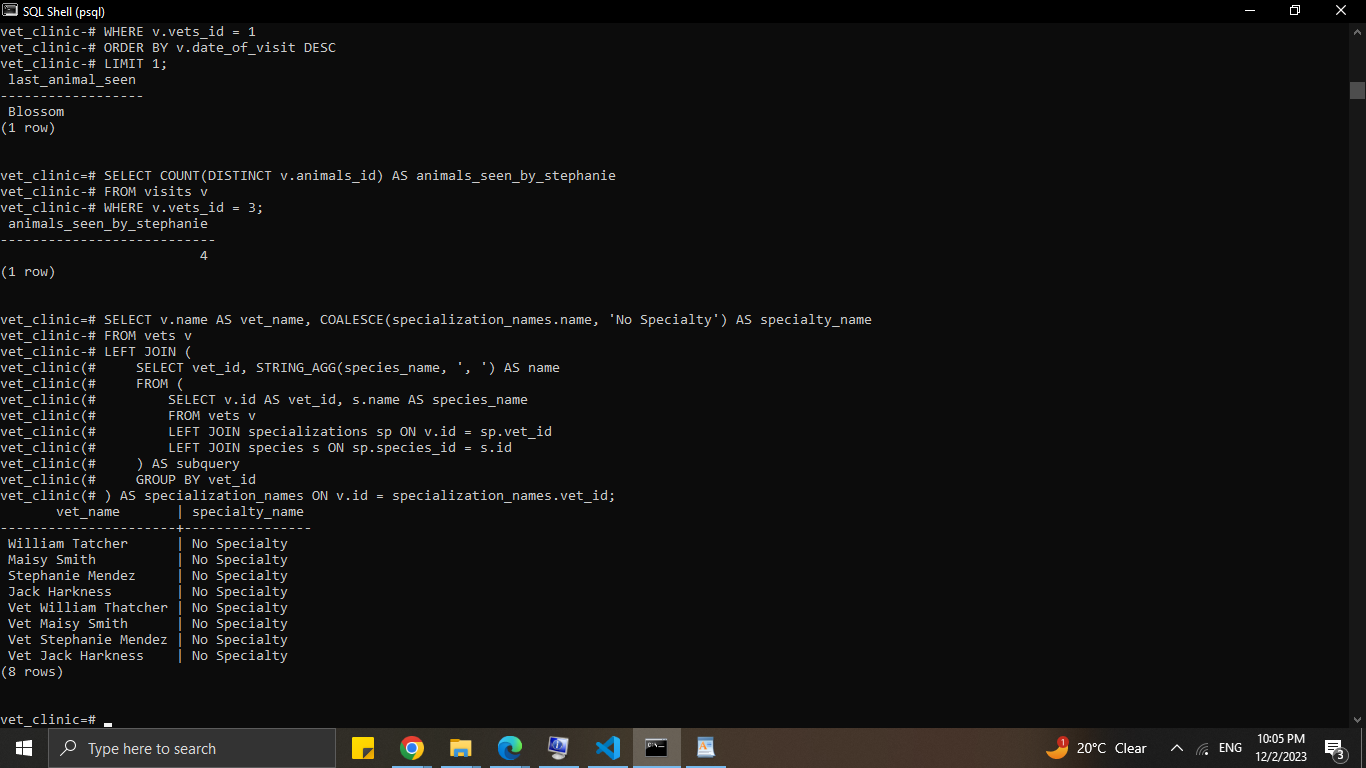 SQL Shell (psql)
vet_clinic-# WHERE v.vets_id = 1
vet_clinic-# ORDER BY v.date_of_visit DESC
vet_clinic-# LIMIT 1;
 last_animal_seen
------------------
 Blossom
(1 row)
vet_clinic=# SELECT COUNT(DISTINCT v.animals_id) AS animals_seen_by_stephanie
vet_clinic-# FROM visits v
vet_clinic-# WHERE v.vets_id = 3;
 animals_seen_by_stephanie
---------------------------
                         4
(1 row)
vet_clinic=# SELECT v.name AS vet_name, COALESCE(specialization_names.name, 'No Specialty') AS specialty_name
vet_clinic-# FROM vets v
vet_clinic-# LEFT JOIN (
vet_clinic(#     SELECT vet_id, STRING_AGG(species_name, ', ') AS name
vet_clinic(#     FROM (
vet_clinic(#         SELECT v.id AS vet_id, s.name AS species_name
vet_clinic(#         FROM vets v
vet_clinic(#         LEFT JOIN specializations sp ON v.id = sp.vet_id
vet_clinic(#         LEFT JOIN species s ON sp.species_id = s.id
vet_clinic(#     ) AS subquery
vet_clinic(#     GROUP BY vet_id
vet_clinic(# ) AS specialization_names ON v.id = specialization_names.vet_id;
       vet_name       | specialty_name
----------------------+----------------
 William Tatcher      | No Specialty
 Maisy Smith          | No Specialty
 Stephanie Mendez     | No Specialty
 Jack Harkness        | No Specialty
 Vet William Thatcher | No Specialty
 Vet Maisy Smith      | No Specialty
 Vet Stephanie Mendez | No Specialty
 Vet Jack Harkness    | No Specialty
(8 rows)
vet_clinic=#
Type here to search
1
20°C Clear
ENG
10:05 PM
12/2/2023
3